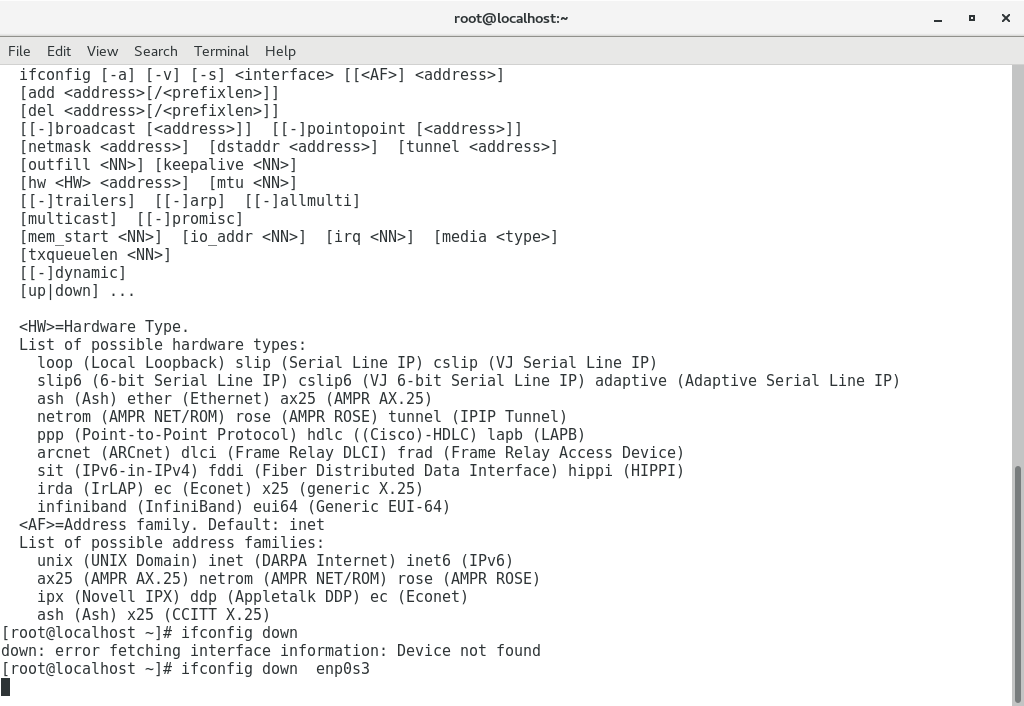 root@localhost:~
File Edit View Search Terminal Help
ifconfig [-a] [-v] [-s] <interface> [[<AF>] <address>]
[add <address>[/<prefixlen>]]
[del <address>[/<prefixlen>]]
[[-]broadcast [<address>]]  [[-]pointopoint [<address>]]
[netmask <address>]  [dstaddr <address>]  [tunnel <address>]
[outfill <NN>] [keepalive <NN>]
[hw <HW> <address>]  [mtu <NN>]
[[-]trailers]  [[-]arp]  [[-]allmulti]
[multicast]  [[-]promisc]
[mem_start <NN>]  [io_addr <NN>]  [irq <NN>]  [media <type>]
[txqueuelen <NN>]
[[-]dynamic]
[up|down] ...
<HW>=Hardware Type.
List of possible hardware types:
loop (Local Loopback) slip (Serial Line IP) cslip (VJ Serial Line IP)
slip6 (6-bit Serial Line IP) cslip6 (VJ 6-bit Serial Line IP) adaptive (Adaptive Serial Line IP)
ash (Ash) ether (Ethernet) ax25 (AMPR AX.25)
netrom (AMPR NET/ROM) rose (AMPR ROSE) tunnel (IPIP Tunnel)
ppp (Point-to-Point Protocol) hdlc ((Cisco)-HDLC) lapb (LAPB)
arcnet (ARCnet) dlci (Frame Relay DLCI) frad (Frame Relay Access Device)
sit (IPv6-in-IPv4) fddi (Fiber Distributed Data Interface) hippi (HIPPI)
irda (IrLAP) ec (Econet) x25 (generic X.25)
infiniband (InfiniBand) eui64 (Generic EUI-64)
<AF>=Address family. Default: inet
List of possible address families:
unix (UNIX Domain) inet (DARPA Internet) inet6 (IPv6)
ax25 (AMPR AX.25) netrom (AMPR NET/ROM) rose (AMPR ROSE)
ipx (Novell IPX) ddp (Appletalk DDP) ec (Econet)
ash (Ash) x25 (CCITT X.25)
[root@localhost ~]# ifconfig down
down: error fetching interface information: Device not found
[root@localhost ~]# ifconfig down  enp0s3